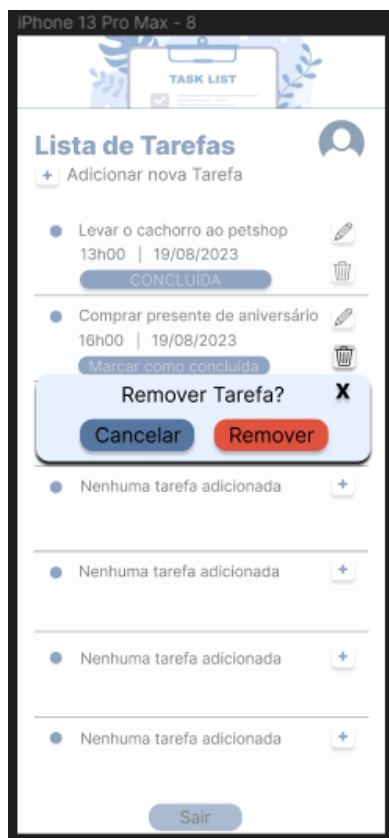 iPhone 13 Pro Max - 8
TASK LIST
Lista de Tarefas
+ Adicionar nova Tarefa
Levar o cachorro ao petshop
13h00 | 19/08/2023
CONCLUÍDA
Comprar presente de aniversário
16h00 | 19/08/2023
Marcar como concluída
Remover Tarefa? X
Cancelar Remover
Nenhuma tarefa adicionada +
Nenhuma tarefa adicionada +
Nenhuma tarefa adicionada +
Nenhuma tarefa adicionada +
Sair